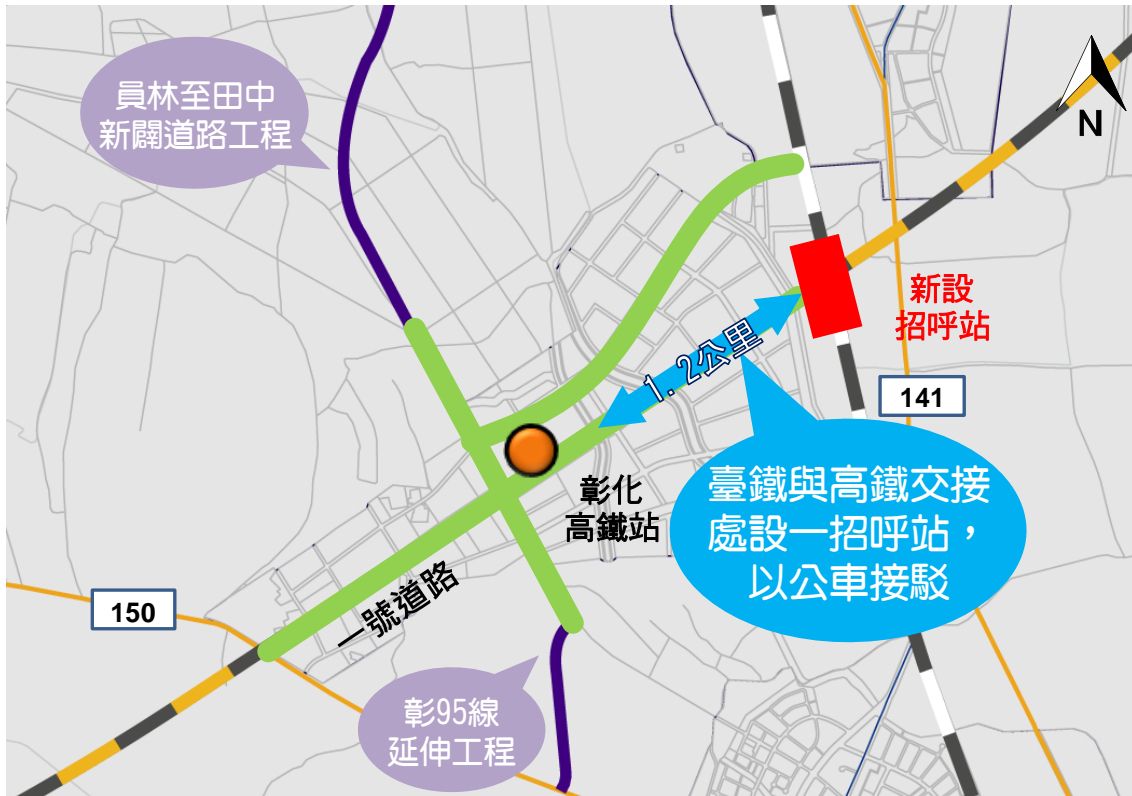 員林至田中
新闢道路工程
N
新設
招呼站
1.2公里
141
彰化
高鐵站
臺鐵與高鐵交接
處設一招呼站，
以公車接駁
150
一號道路
彰95線
延伸工程